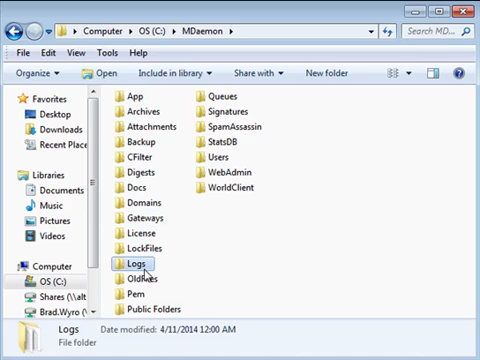 Computer ▸ OS (C:) ▸ MDaemon ▸
Search MD...
File Edit View Tools Help
Organize Open Include in library Share with New folder
Favorites
Desktop
Downloads
Recent Place
Libraries
Documents
Music
Pictures
Videos
Computer
OS (C:)
Shares (\\alt
Brad.Wyro (
App
Archives
Attachments
Backup
CFilter
Digests
Docs
Domains
Gateways
License
LockFiles
Logs
OldFiles
Pem
Public Folders
Queues
Signatures
SpamAssassin
StatsDB
Users
WebAdmin
WorldClient
Logs Date modified: 4/11/2014 12:00 AM
File folder